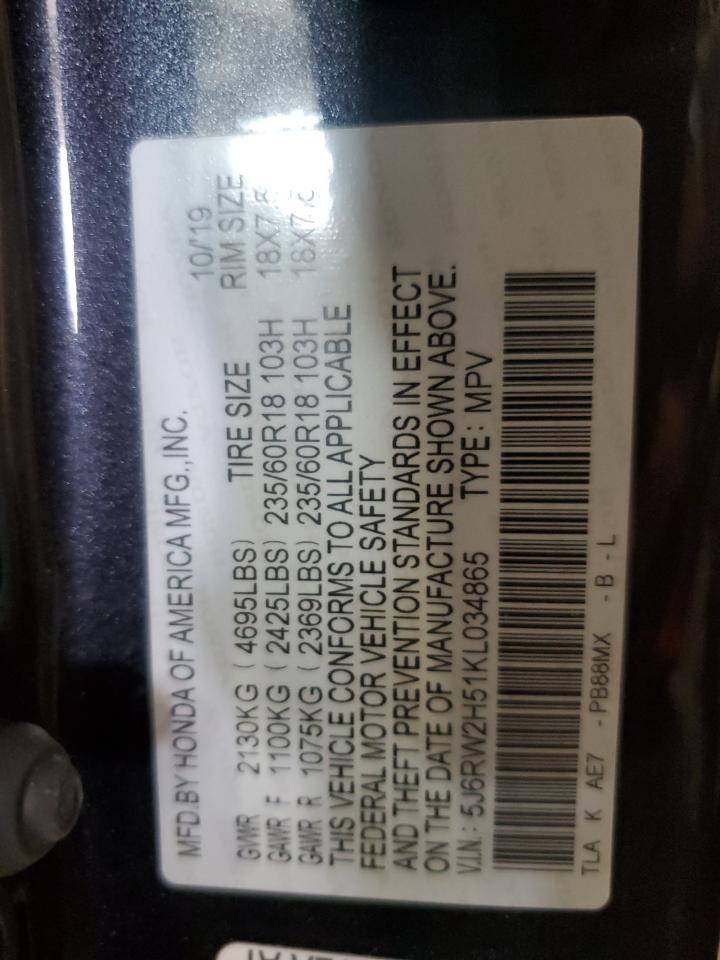 MFD.BY HONDA OF AMERICA MFG.,INC. 10/'19
GVWR 2130KG ( 4695LBS) TIRE SIZE RIM SIZE
GAWR F 1100KG ( 2425LBS) 235/60R18 103H 18X7
GAWR R 1075KG ( 2369LBS) 235/60R18 103H 18X7
THIS VEHICLE CONFORMS TO ALL APPLICABLE
FEDERAL MOTOR VEHICLE SAFETY
AND THEFT PREVENTION STANDARDS IN EFFECT
ON THE DATE OF MANUFACTURE SHOWN ABOVE.
V.I.N.: 5J6RW2H51KL034865 TYPE: MPV
TLA K AE7 - PB88MX - B - L